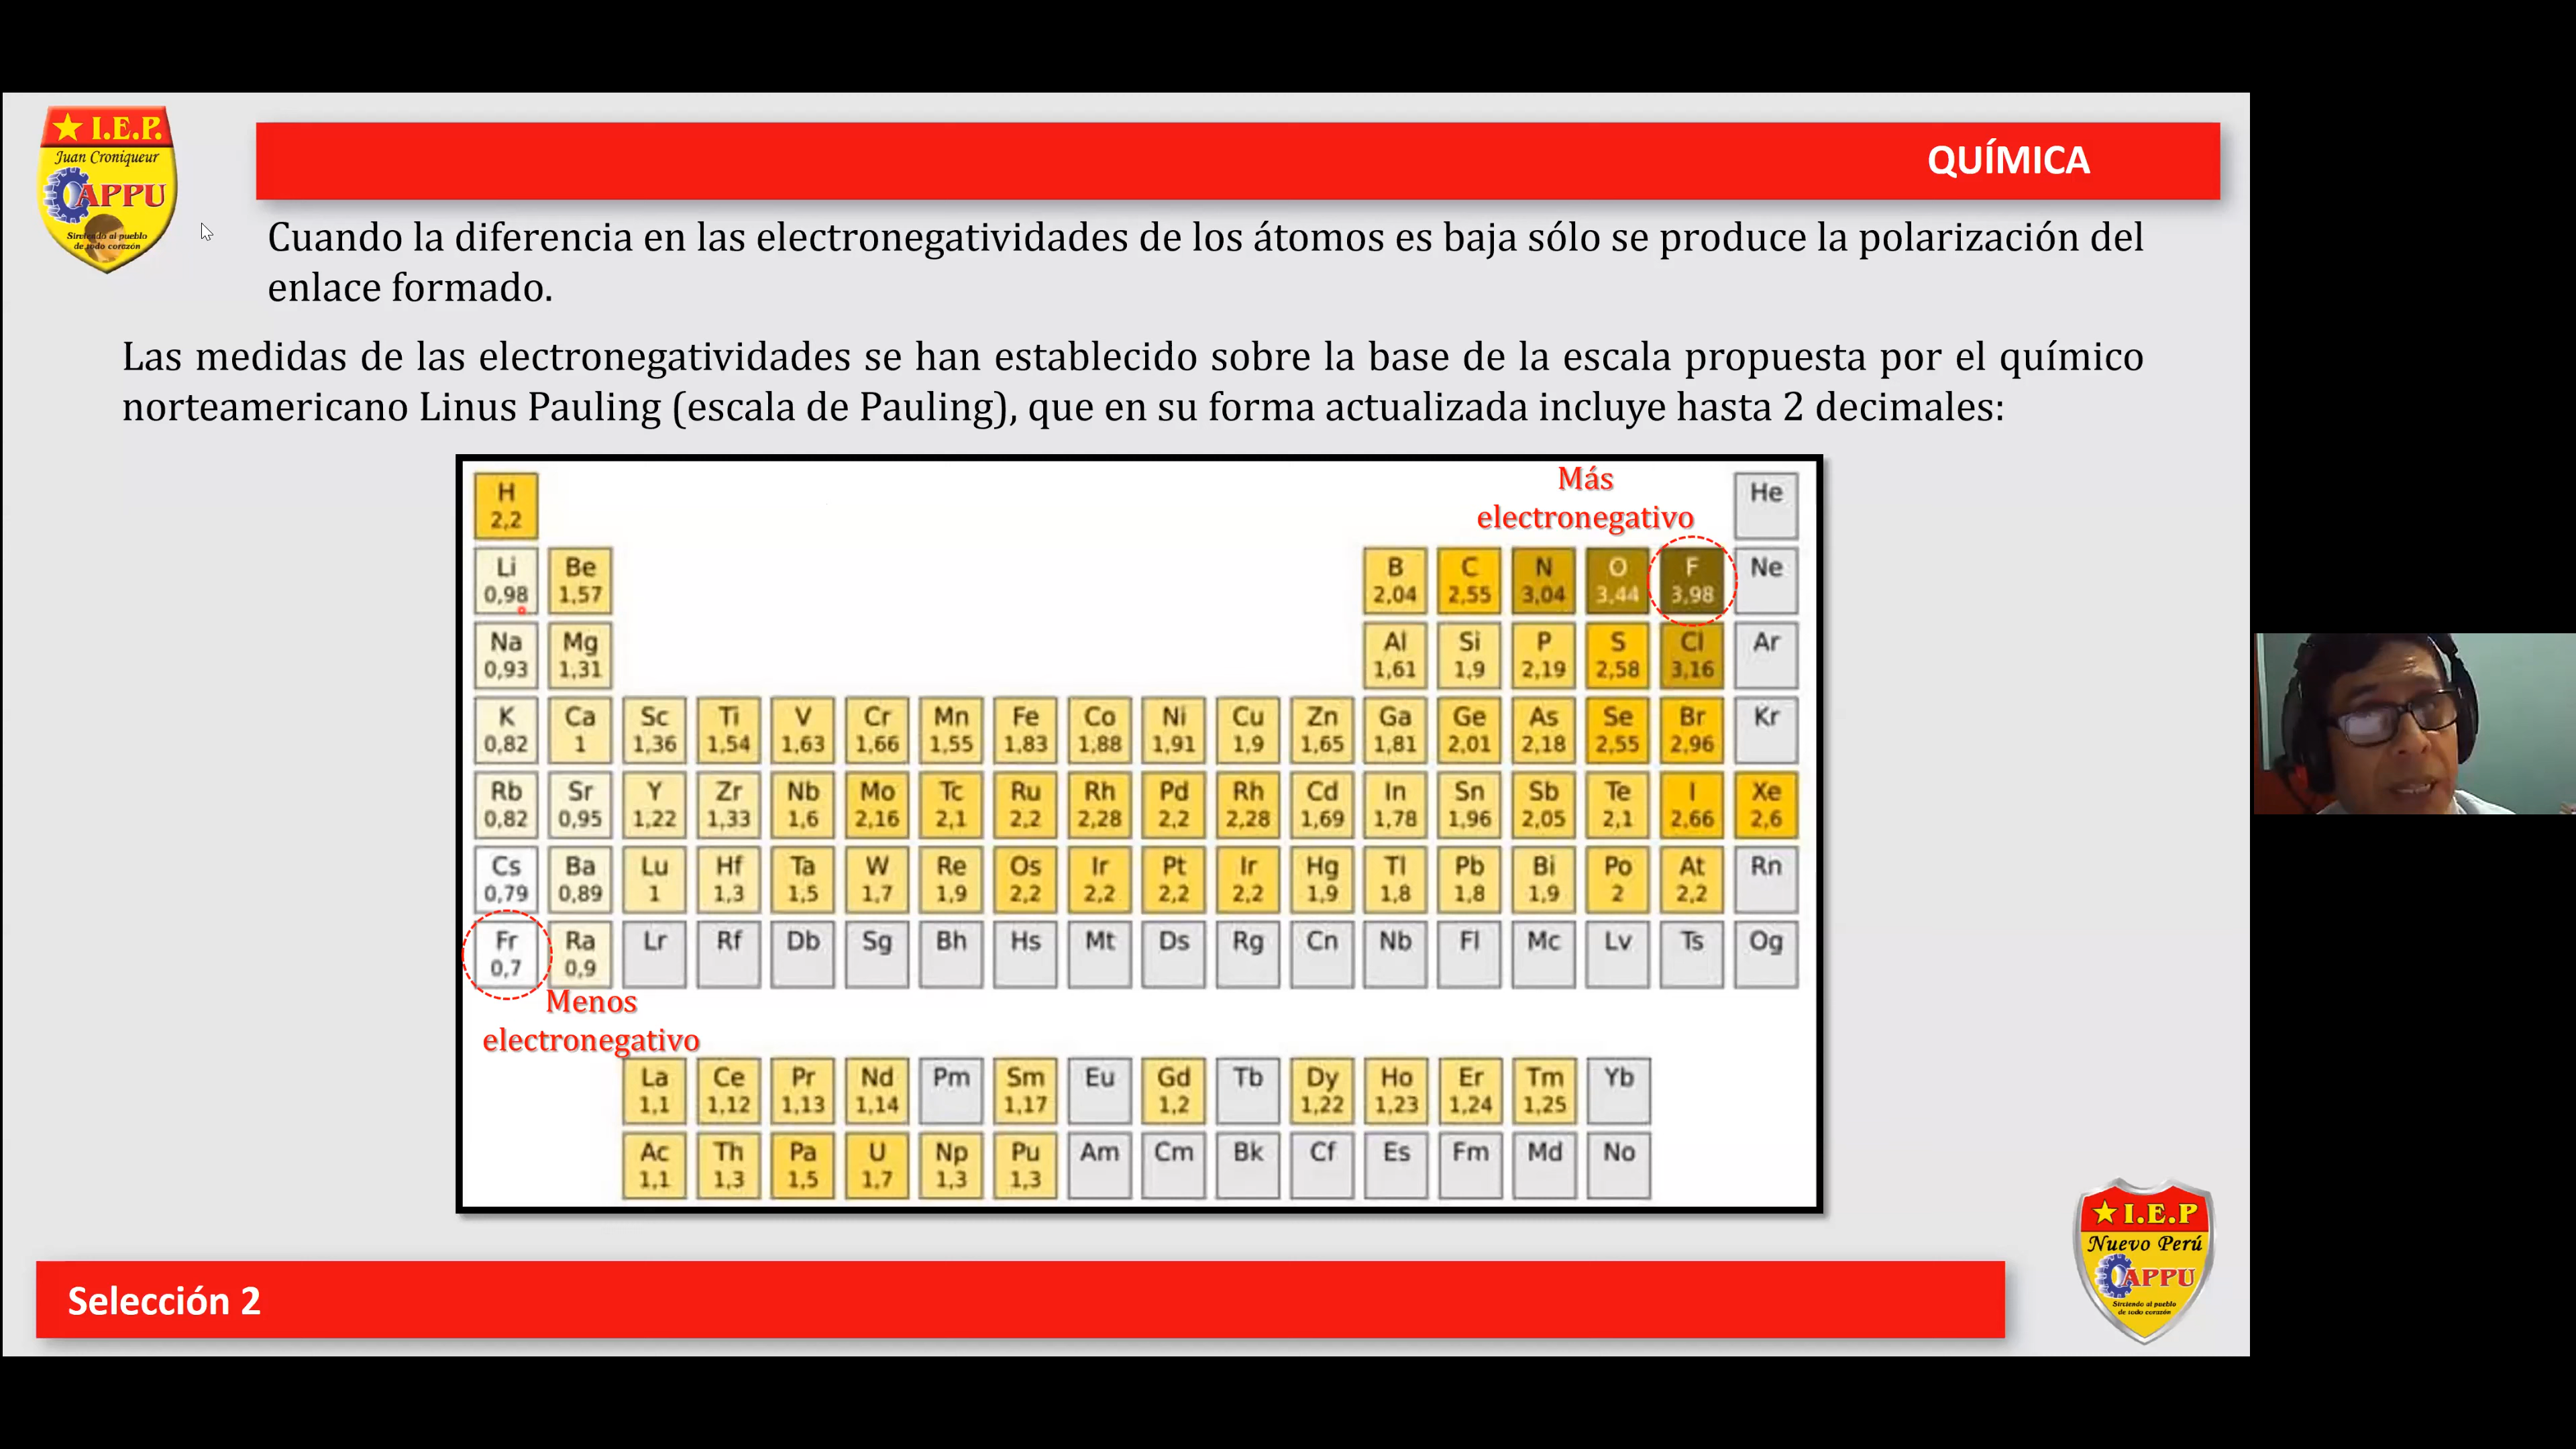 I.E.P.
Juan Croniqueur
APPU
Sirviendo al pueblo
de todo corazón
QUÍMICA
Cuando la diferencia en las electronegatividades de los átomos es baja sólo se produce la polarización del
enlace formado.
Las medidas de las electronegatividades se han establecido sobre la base de la escala propuesta por el químico
norteamericano Linus Pauling (escala de Pauling), que en su forma actualizada incluye hasta 2 decimales:
Más
electronegativo
H He
2,2
Li Be B C N O F Ne
0,98 1,57 2,04 2,55 3,04 3,44 3,98
Na Mg Al Si P S Cl Ar
0,93 1,31 1,61 1,9 2,19 2,58 3,16
K Ca Sc Ti V Cr Mn Fe Co Ni Cu Zn Ga Ge As Se Br Kr
0,82 1 1,36 1,54 1,63 1,66 1,55 1,83 1,88 1,91 1,9 1,65 1,81 2,01 2,18 2,55 2,96
Rb Sr Y Zr Nb Mo Tc Ru Rh Pd Rh Cd In Sn Sb Te I Xe
0,82 0,95 1,22 1,33 1,6 2,16 2,1 2,2 2,28 2,2 2,28 1,69 1,78 1,96 2,05 2,1 2,66 2,6
Cs Ba Lu Hf Ta W Re Os Ir Pt Ir Hg Tl Pb Bi Po At Rn
0,79 0,89 1 1,3 1,5 1,7 1,9 2,2 2,2 2,2 2,2 1,9 1,8 1,8 1,9 2 2,2
Fr Ra Lr Rf Db Sg Bh Hs Mt Ds Rg Cn Nb Fl Mc Lv Ts Og
0,7 0,9
Menos
electronegativo
La Ce Pr Nd Pm Sm Eu Gd Tb Dy Ho Er Tm Yb
1,1 1,12 1,13 1,14 1,17 1,2 1,22 1,23 1,24 1,25
Ac Th Pa U Np Pu Am Cm Bk Cf Es Fm Md No
1,1 1,3 1,5 1,7 1,3 1,3
Selección 2
I.E.P
Nuevo Perú
APPU
Sirviendo al pueblo
de todo corazón